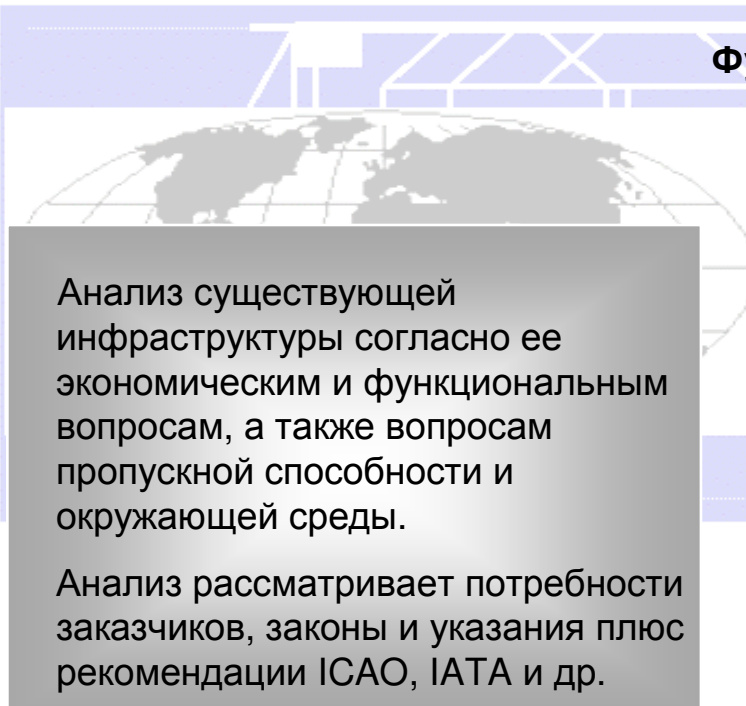 Фу
Анализ существующей
инфраструктуры согласно ее
экономическим и функциональным
вопросам, а также вопросам
пропускной способности и
окружающей среды.
Анализ рассматривает потребности
заказчиков, законы и указания плюс
рекомендации ICAO, IATA и др.